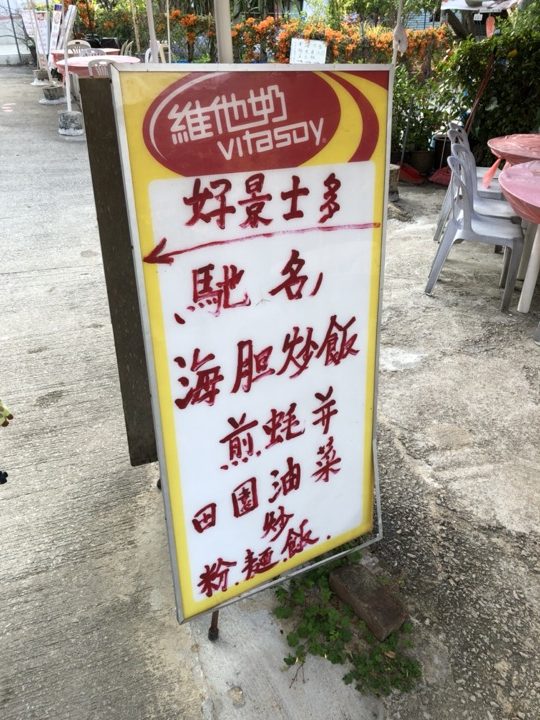 維他奶
vitasoy
好景士多
馳名
海胆炒飯
煎蚝并
田園油菜
炒
粉.麵.飯.